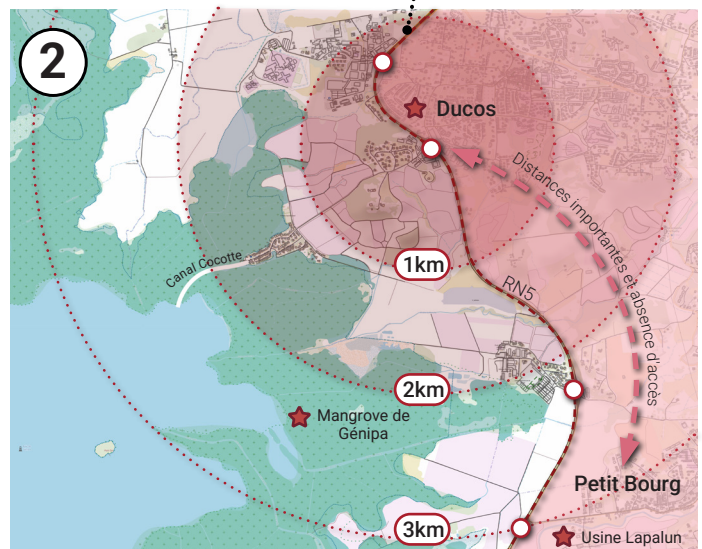 2
Ducos
Distances importantes et absence d'accès
Canal Cocotte
1km
RN5
2km
Mangrove de
Génipa
Petit Bourg
3km
Usine Lapalun